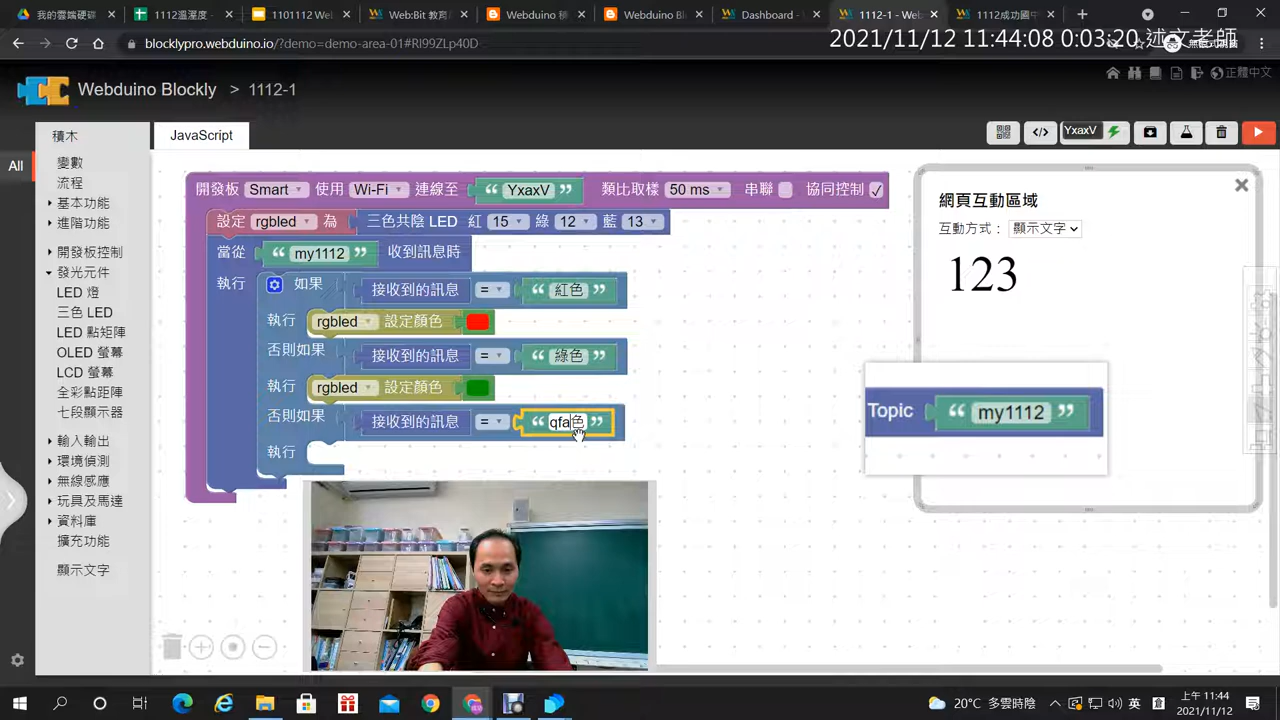 我的雲端硬碟
1112溫溼度 -
1101112 We
Web:Bit 教育
Webduino 積
Webduino Bl
Dashboard -
1112-1 - We
1112成功國中
blocklypro.webduino.io/?demo=demo-area-01#RI99ZLp40D
2021/11/12 11:44:08 0:03:20 述文老師
Webduino Blockly > 1112-1
正體中文
積木
JavaScript
YxaxV
All
變數
流程
基本功能
進階功能
開發板控制
發光元件
LED 燈
三色 LED
LED 點矩陣
OLED 螢幕
LCD 螢幕
全彩點距陣
七段顯示器
輸入輸出
環境偵測
無線感應
玩具及馬達
資料庫
擴充功能
顯示文字
開發板 Smart 使用 Wi-Fi 連線至 “ YxaxV ” 類比取樣 50 ms 串聯 協同控制 ✓
設定 rgbled 為 三色共陰 LED 紅 15 綠 12 藍 13
當從 “ my1112 ” 收到訊息時
執行 如果 接收到的訊息 = “ 紅色 ”
執行 rgbled 設定顏色
否則如果 接收到的訊息 = “ 綠色 ”
執行 rgbled 設定顏色
否則如果 接收到的訊息 = “ qfa色 ”
執行
網頁互動區域
互動方式： 顯示文字
123
Topic “ my1112 ”
20°C 多雲時陰
上午 11:44
2021/11/12